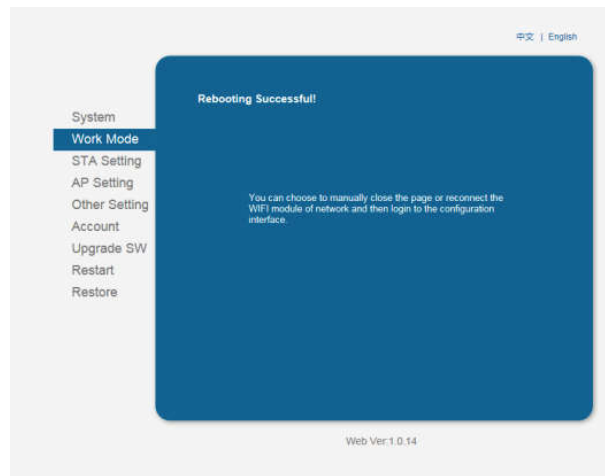 中文 | English
Rebooting Successful!
System
Work Mode
STA Setting
AP Setting
Other Setting
Account
Upgrade SW
Restart
Restore
You can choose to manually close the page or reconnect the
WIFI module of network and then login to the configuration
interface.
Web Ver:1.0.14